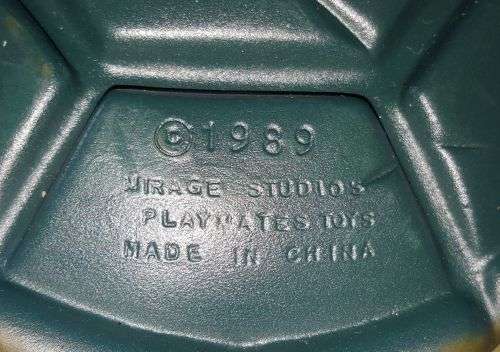 ©1989
MIRAGE STUDIOS
PLAYMATES TOYS
MADE IN CHINA